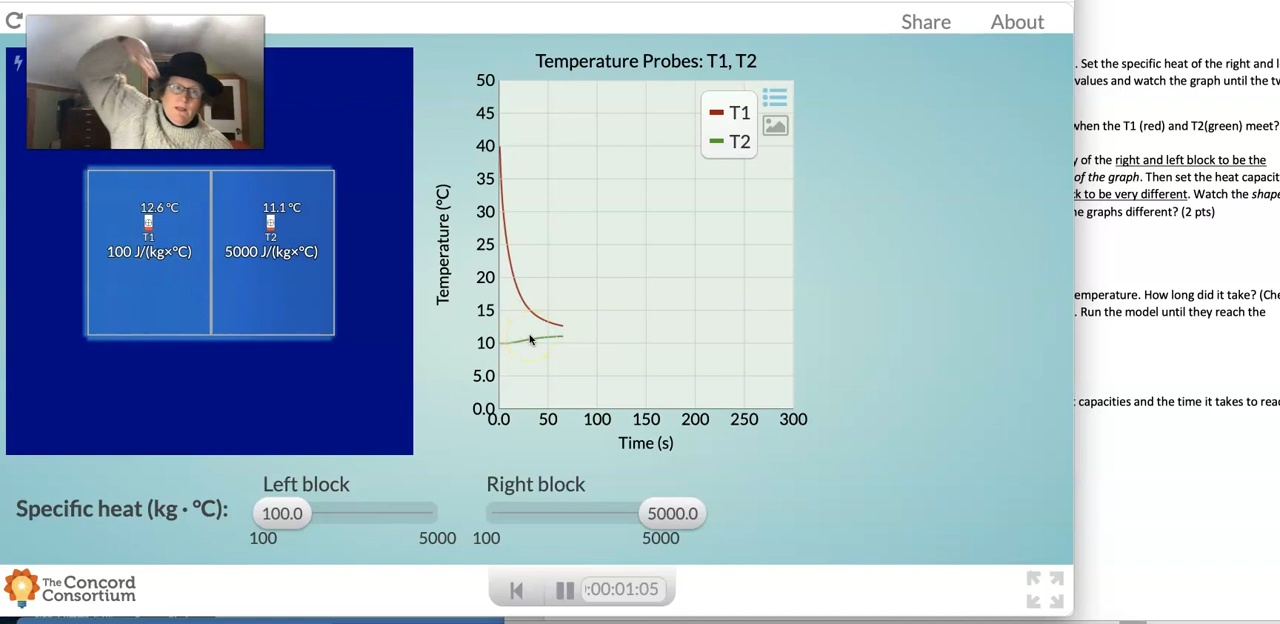 Share About
Temperature Probes: T1, T2
50
45
40
35
30
25
20
15
10
5.0
0.0
Temperature (°C)
T1
T2
0.0 50 100 150 200 250 300
Time (s)
12.6 °C 11.1 °C
T1 T2
100 J/(kg×°C) 5000 J/(kg×°C)
Left block Right block
Specific heat (kg · °C): 100.0 5000.0
100 5000 100 5000
The Concord
Consortium
:00:01:05
. Set the specific heat of the right and l
values and watch the graph until the tw
when the T1 (red) and T2(green) meet?
y of the right and left block to be the
of the graph. Then set the heat capacit
ck to be very different. Watch the shape
he graphs different? (2 pts)
emperature. How long did it take? (Che
. Run the model until they reach the
capacities and the time it takes to reac